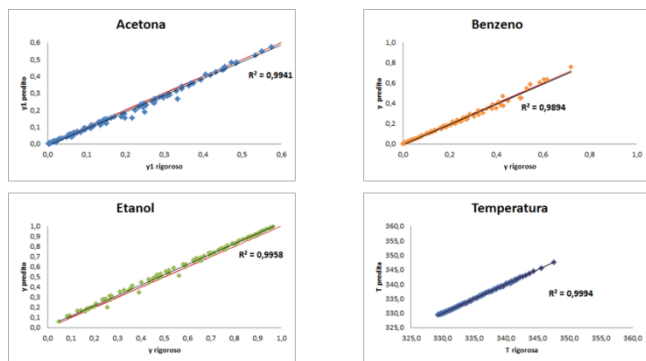 Acetona
0,6
0,5
0,4
0,3
0,2
0,1
0,0
y1 predito
R² = 0,9941
0,0 0,1 0,2 0,3 0,4 0,5 0,6
y1 rigoroso
Benzeno
1,0
0,8
0,6
0,4
0,2
0,0
y predito
R² = 0,9894
0,0 0,2 0,4 0,6 0,8 1,0
y rigoroso
Etanol
1,0
0,9
0,8
0,7
0,6
0,5
0,4
0,3
0,2
0,1
0,0
y predito
R² = 0,9958
0,0 0,1 0,2 0,3 0,4 0,5 0,6 0,7 0,8 0,9 1,0
y rigoroso
Temperatura
360,0
355,0
350,0
345,0
340,0
335,0
330,0
325,0
T predito
R² = 0,9994
325,0 330,0 335,0 340,0 345,0 350,0 355,0 360,0
T rigorosa